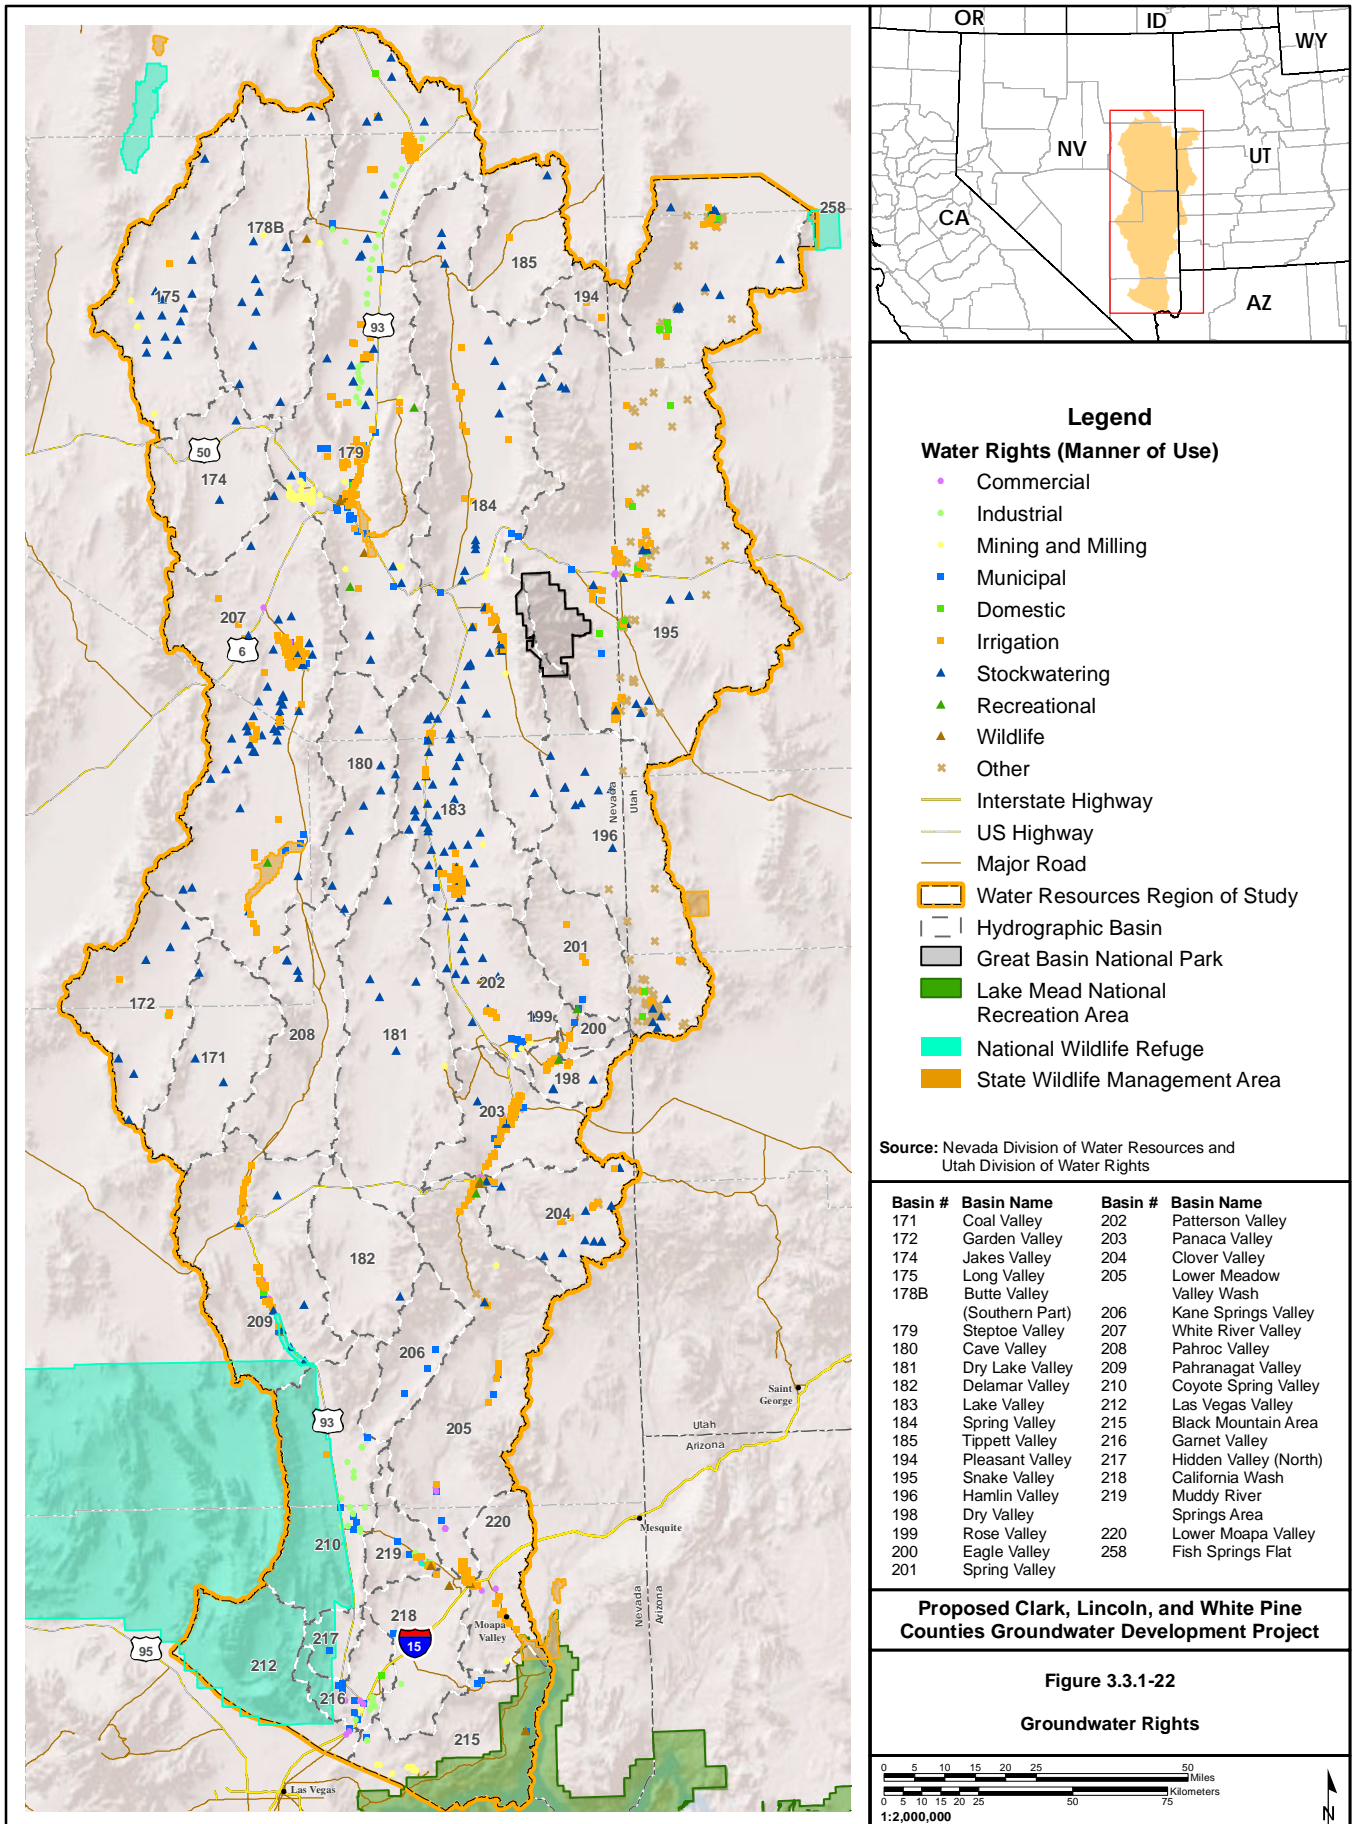 258
178B
185
175
194
93
50
179
174
184
207
6
195
180
183
Nevada
Utah
196
201
172
202
199
200
208
171
181
198
203
204
182
209
206
Saint
George
93
205
Utah
Arizona
210
220
Mesquite
219
Nevada
Arizona
218
Moapa
Valley
15
95
217
212
216
215
Las Vegas
OR
ID
WY
NV
UT
CA
AZ
Legend
Water Rights (Manner of Use)
Commercial
Industrial
Mining and Milling
Municipal
Domestic
Irrigation
Stockwatering
Recreational
Wildlife
Other
Interstate Highway
US Highway
Major Road
Water Resources Region of Study
Hydrographic Basin
Great Basin National Park
Lake Mead National
Recreation Area
National Wildlife Refuge
State Wildlife Management Area
Source: Nevada Division of Water Resources and
Utah Division of Water Rights
Basin # Basin Name Basin # Basin Name
171 Coal Valley 202 Patterson Valley
172 Garden Valley 203 Panaca Valley
174 Jakes Valley 204 Clover Valley
175 Long Valley 205 Lower Meadow
178B Butte Valley Valley Wash
(Southern Part) 206 Kane Springs Valley
179 Steptoe Valley 207 White River Valley
180 Cave Valley 208 Pahroc Valley
181 Dry Lake Valley 209 Pahranagat Valley
182 Delamar Valley 210 Coyote Spring Valley
183 Lake Valley 212 Las Vegas Valley
184 Spring Valley 215 Black Mountain Area
185 Tippett Valley 216 Garnet Valley
194 Pleasant Valley 217 Hidden Valley (North)
195 Snake Valley 218 California Wash
196 Hamlin Valley 219 Muddy River
198 Dry Valley Springs Area
199 Rose Valley 220 Lower Moapa Valley
200 Eagle Valley 258 Fish Springs Flat
201 Spring Valley
Proposed Clark, Lincoln, and White Pine
Counties Groundwater Development Project
Figure 3.3.1-22
Groundwater Rights
0 5 10 15 20 25 50
Miles
Kilometers
0 5 10 15 20 25 50 75
1:2,000,000
N